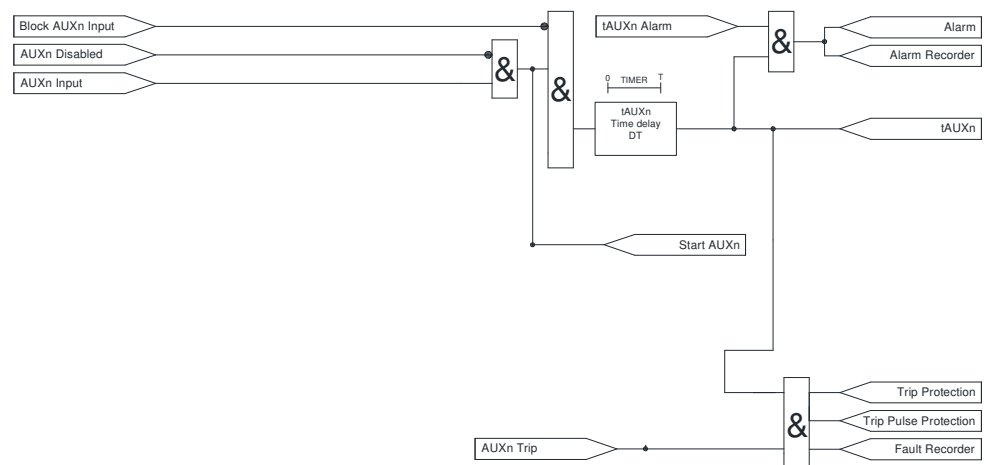 Block AUXn Input
AUXn Disabled
AUXn Input
&
&
tAUXn Alarm
&
Alarm
Alarm Recorder
0 TIMER T
tAUXn
Time delay
DT
tAUXn
Start AUXn
AUXn Trip
&
Trip Protection
Trip Pulse Protection
Fault Recorder